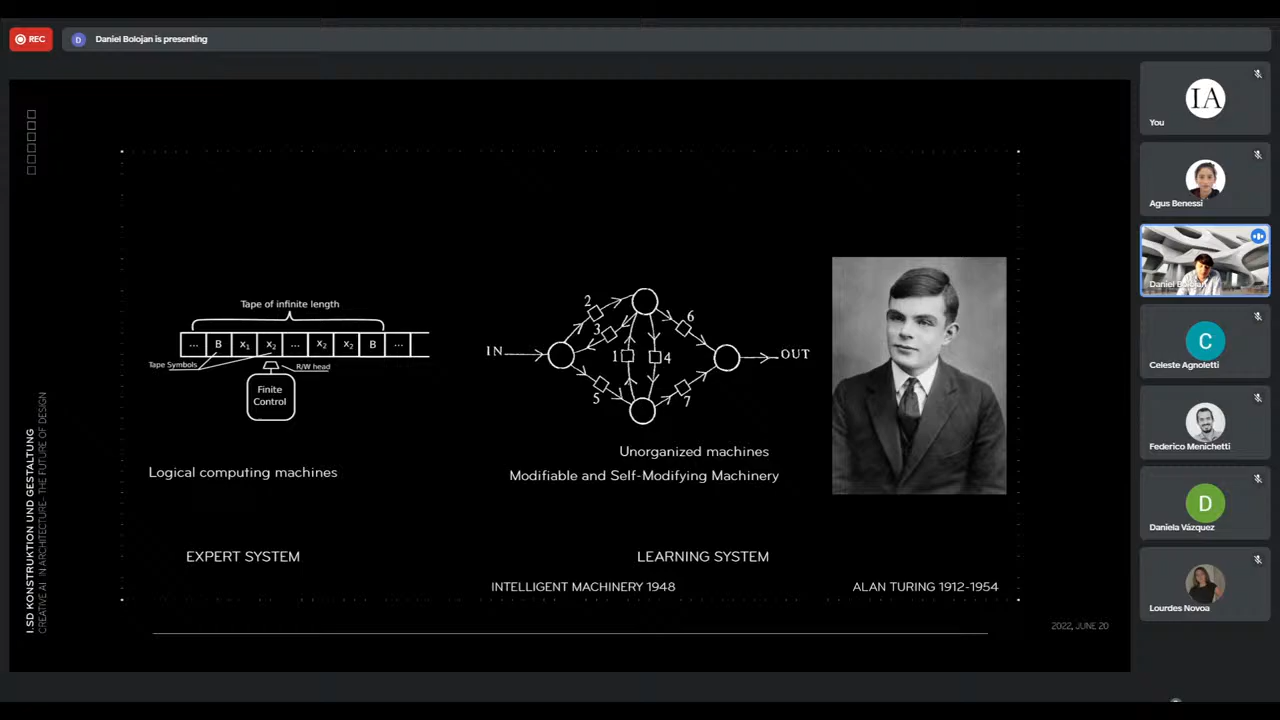 REC
D
Daniel Bolojan is presenting
I.SD KONSTRUKTION UND GESTALTUNG
CREATIVE AI IN ARCHITECTURE- THE FUTURE OF DESIGN
Tape of infinite length
... B x₁ x₂ ... x₂ x₂ B ...
Tape Symbols
R/W head
Finite
Control
Logical computing machines
EXPERT SYSTEM
IN
2
3
1
4
5
6
7
OUT
Unorganized machines
Modifiable and Self-Modifying Machinery
LEARNING SYSTEM
INTELLIGENT MACHINERY 1948
ALAN TURING 1912-1954
2022, JUNE 20
IA
You
Agus Benessi
Daniel Bolojan
C
Celeste Agnoletti
Federico Menichetti
D
Daniela Vázquez
Lourdes Novoa